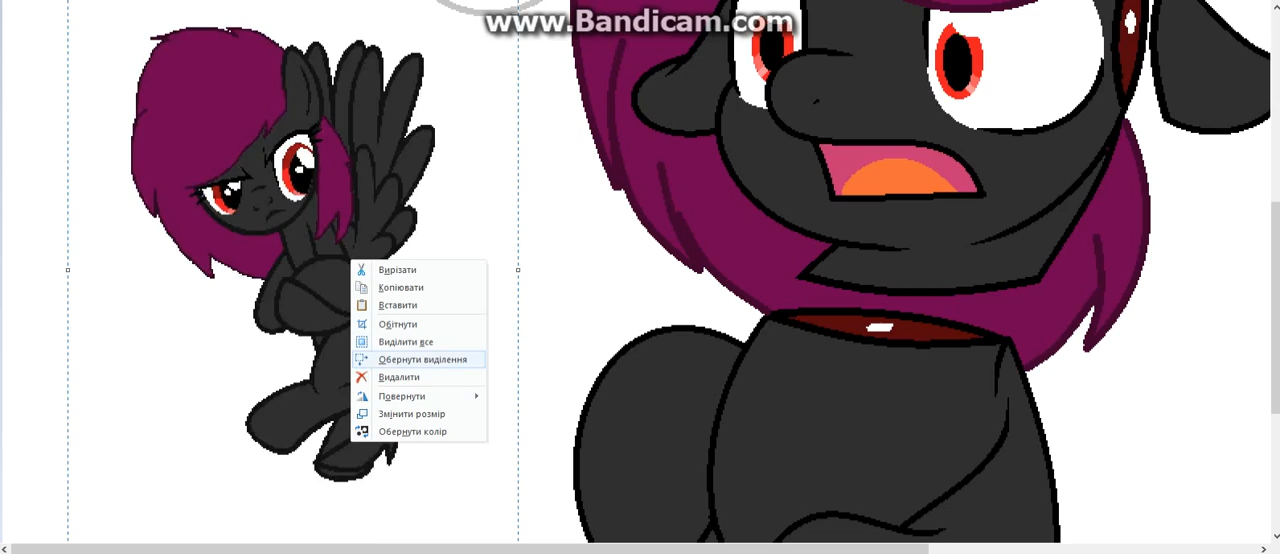 www.Bandicam.com
Вирізати
Копіювати
Вставити
Обітнути
Виділити все
Обернути виділення
Видалити
Повернути
Змінити розмір
Обернути колір